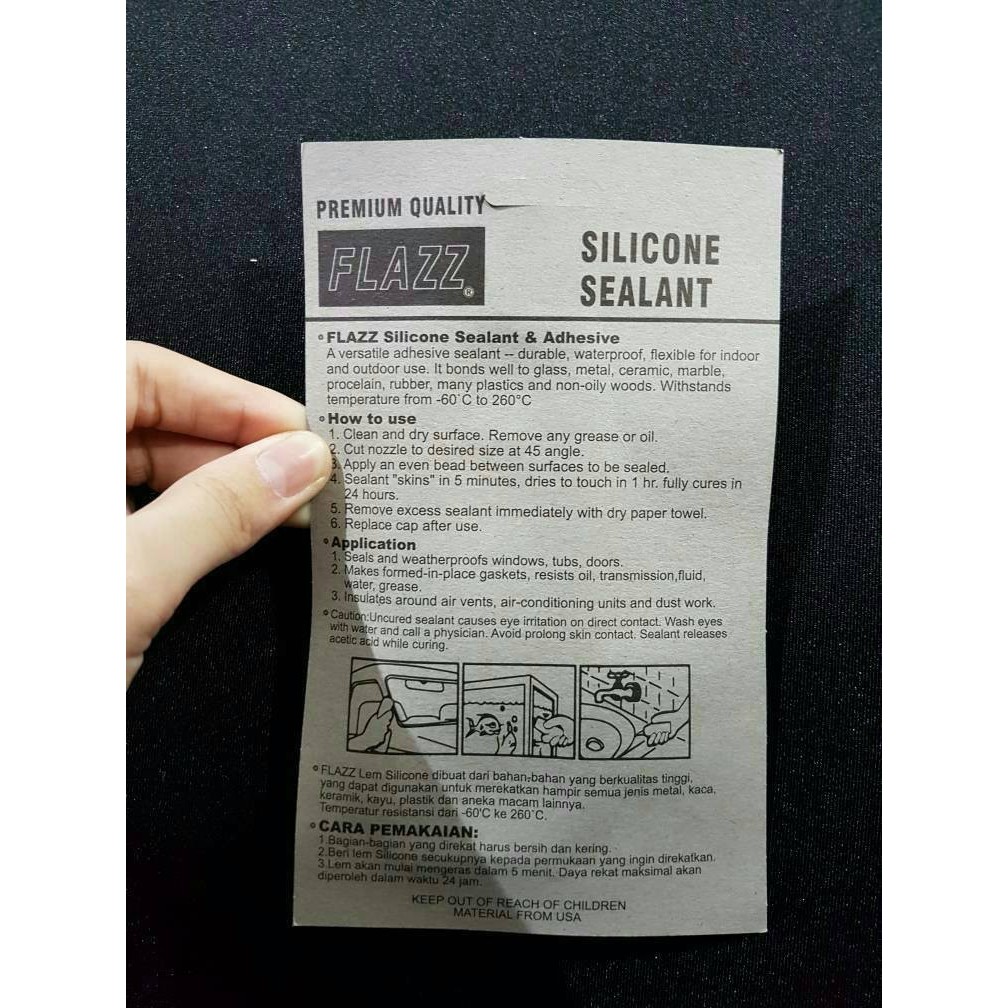 PREMIUM QUALITY
FLAZZ ®
SILICONE
SEALANT
FLAZZ Silicone Sealant & Adhesive
A versatile adhesive sealant -- durable, waterproof, flexible for indoor
and outdoor use. It bonds well to glass, metal, ceramic, marble,
procelain, rubber, many plastics and non-oily woods. Withstands
temperature from -60°C to 260°C
How to use
1. Clean and dry surface. Remove any grease or oil.
2. Cut nozzle to desired size at 45 angle.
3. Apply an even bead between surfaces to be sealed.
4. Sealant "skins" in 5 minutes, dries to touch in 1 hr. fully cures in
24 hours.
5. Remove excess sealant immediately with dry paper towel.
6. Replace cap after use.
Application
1. Seals and weatherproofs windows, tubs, doors.
2. Makes formed-in-place gaskets, resists oil, transmission,fluid,
water, grease.
3. Insulates around air vents, air-conditioning units and dust work.
Caution:Uncured sealant causes eye irritation on direct contact. Wash eyes
with water and call a physician. Avoid prolong skin contact. Sealant releases
acetic acid while curing.
FLAZZ Lem Silicone dibuat dari bahan-bahan yang berkualitas tinggi,
yang dapat digunakan untuk merekatkan hampir semua jenis metal, kaca,
keramik, kayu, plastik dan aneka macam lainnya.
Temperatur resistansi dari -60'C ke 260°C.
CARA PEMAKAIAN:
1.Bagian-bagian yang direkat harus bersih dan kering.
2.Beri lem Silicone secukupnya kepada permukaan yang ingin direkatkan.
3.Lem akan mulai mengeras dalam 5 menit. Daya rekat maksimal akan
diperoleh dalam waktu 24 jam.
KEEP OUT OF REACH OF CHILDREN
MATERIAL FROM USA